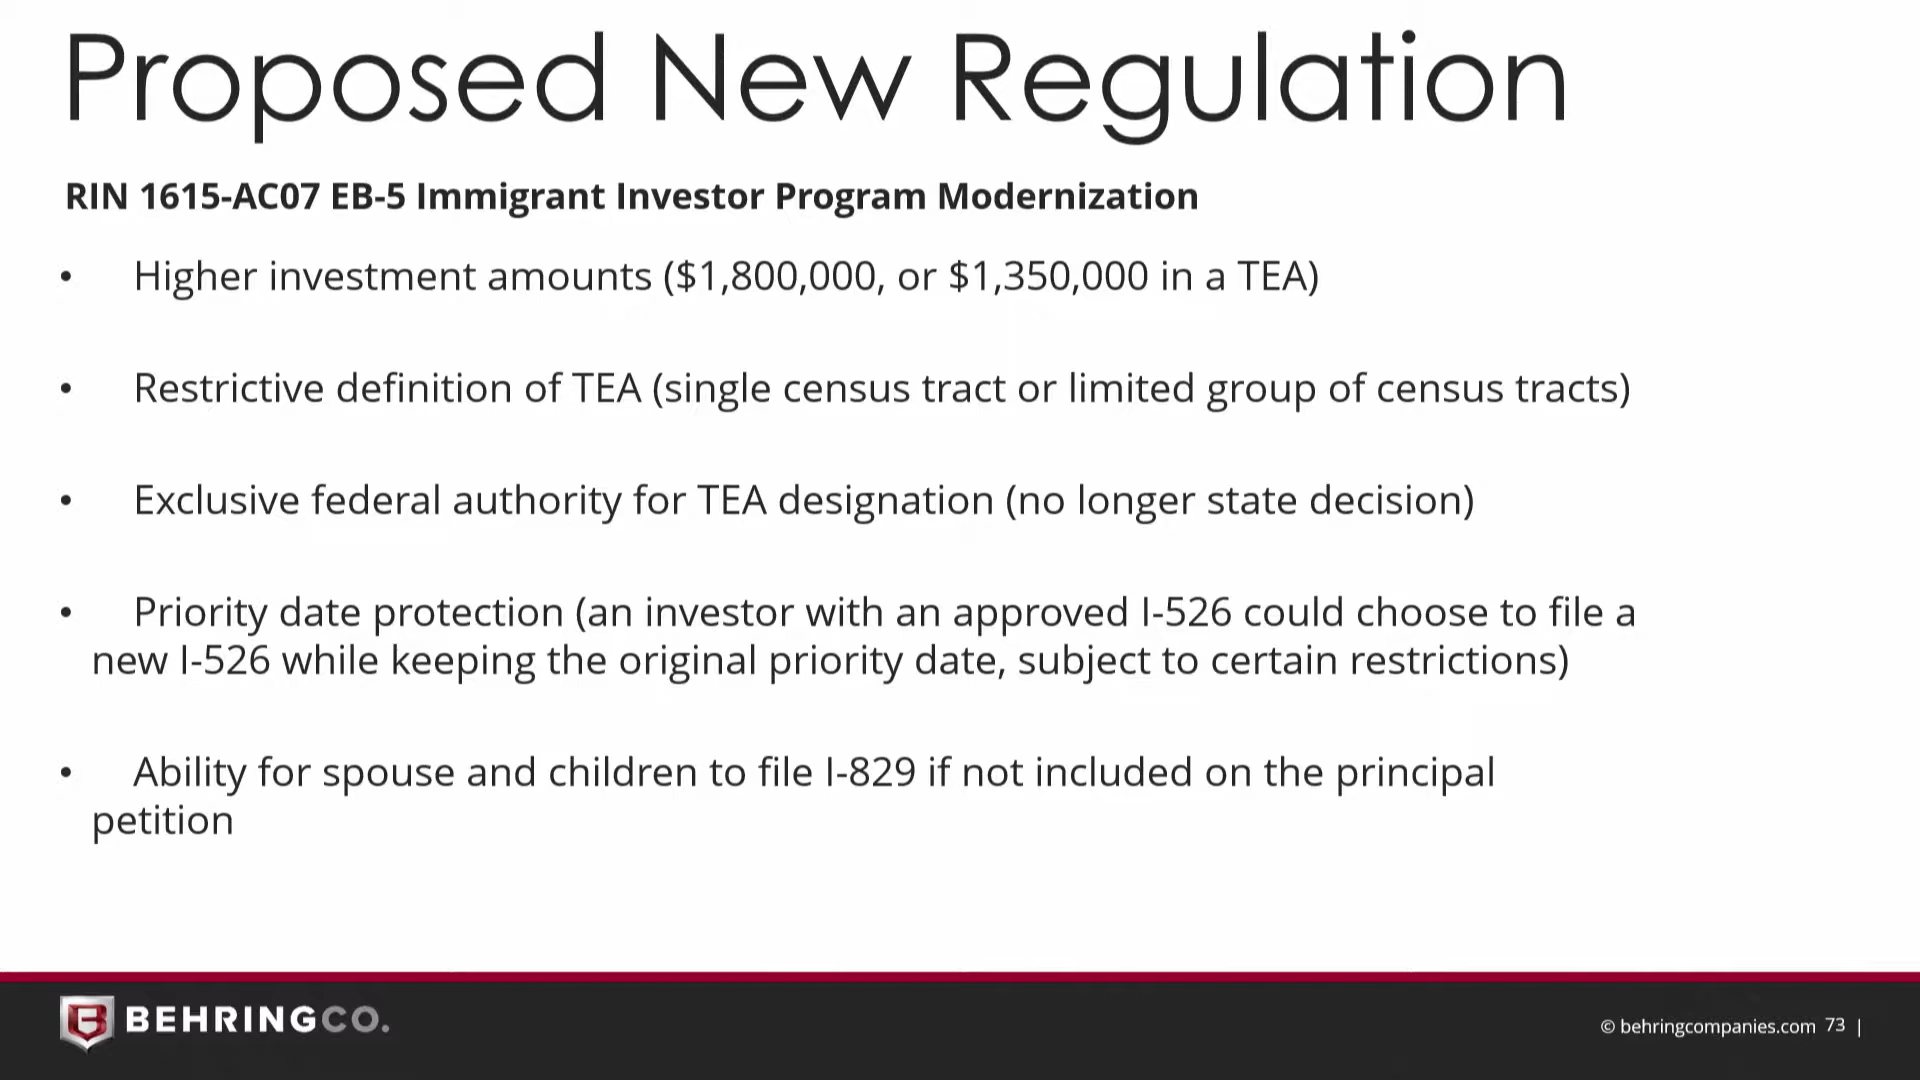 Proposed New Regulation
RIN 1615-AC07 EB-5 Immigrant Investor Program Modernization
• Higher investment amounts ($1,800,000, or $1,350,000 in a TEA)
• Restrictive definition of TEA (single census tract or limited group of census tracts)
• Exclusive federal authority for TEA designation (no longer state decision)
• Priority date protection (an investor with an approved I-526 could choose to file a
new I-526 while keeping the original priority date, subject to certain restrictions)
• Ability for spouse and children to file I-829 if not included on the principal
petition
BEHRINGCO.
© behringcompanies.com 73 |